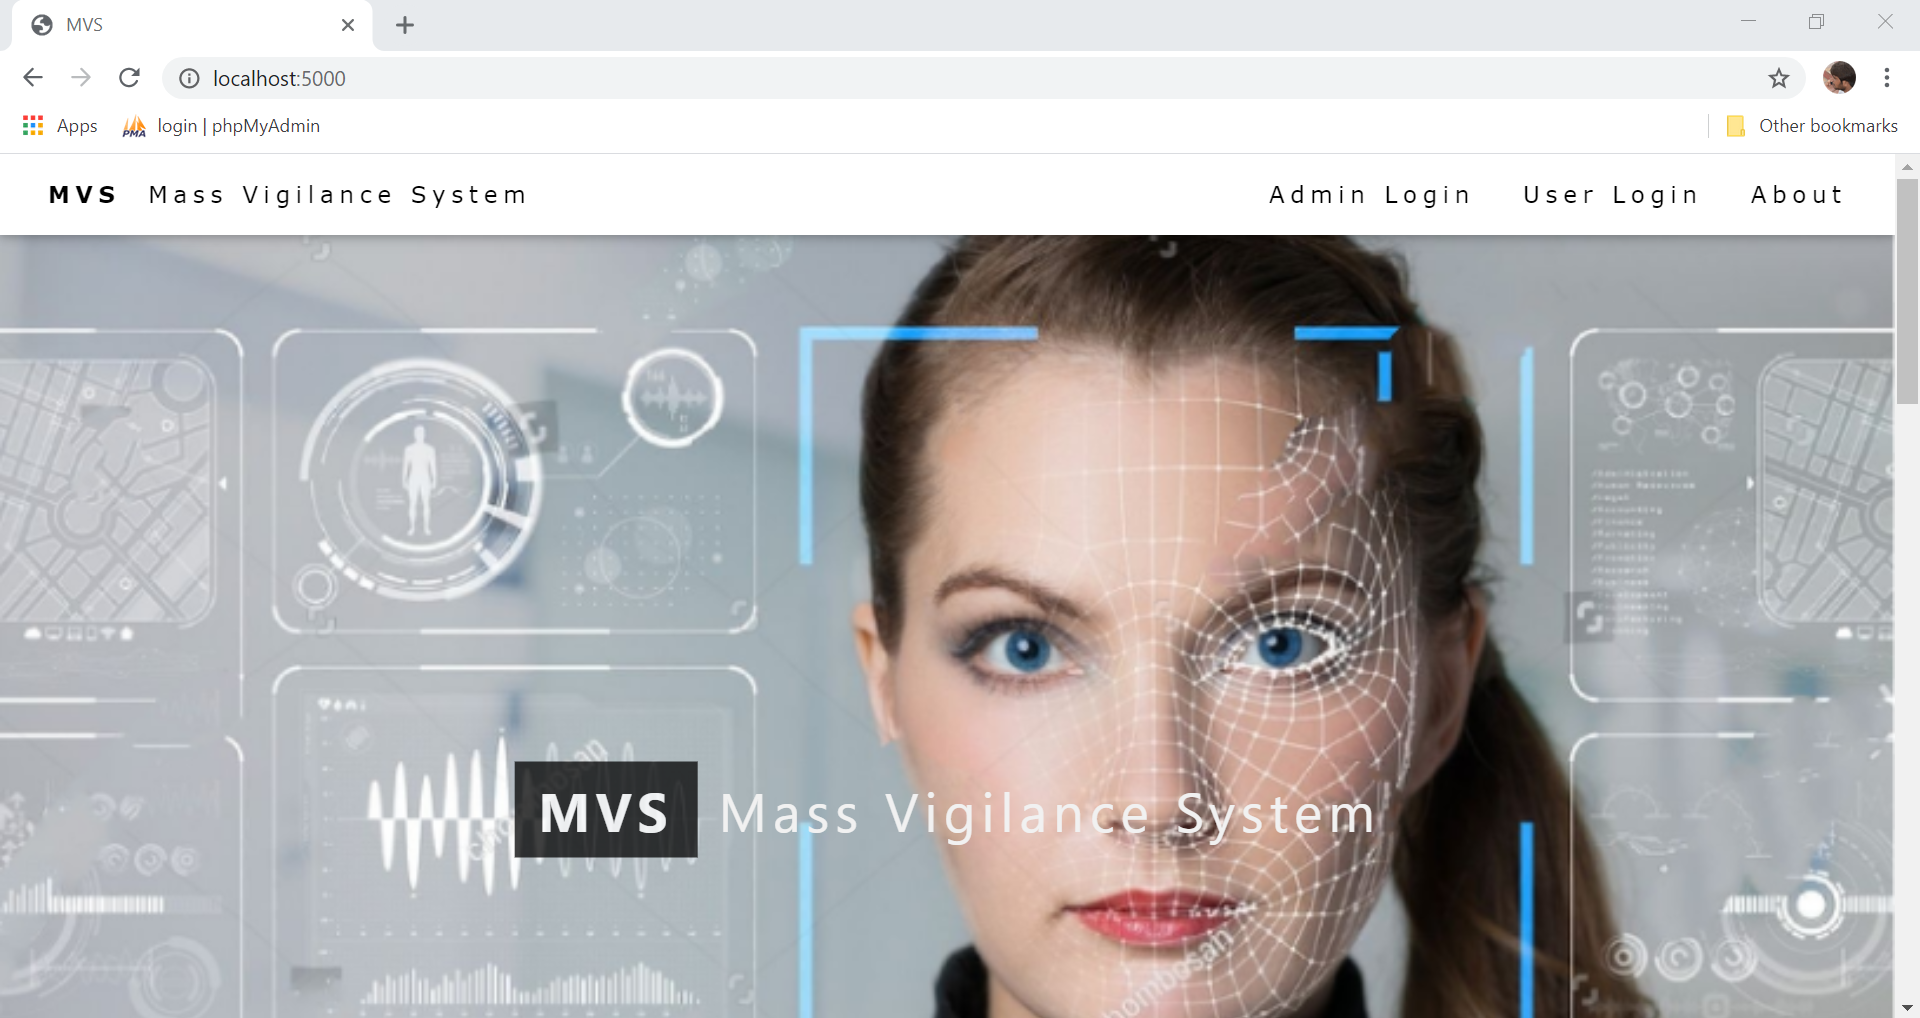 MVS
localhost:5000
Apps
PMA
login | phpMyAdmin
Other bookmarks
MVS Mass Vigilance System
Admin Login
User Login
About
MVS Mass Vigilance System